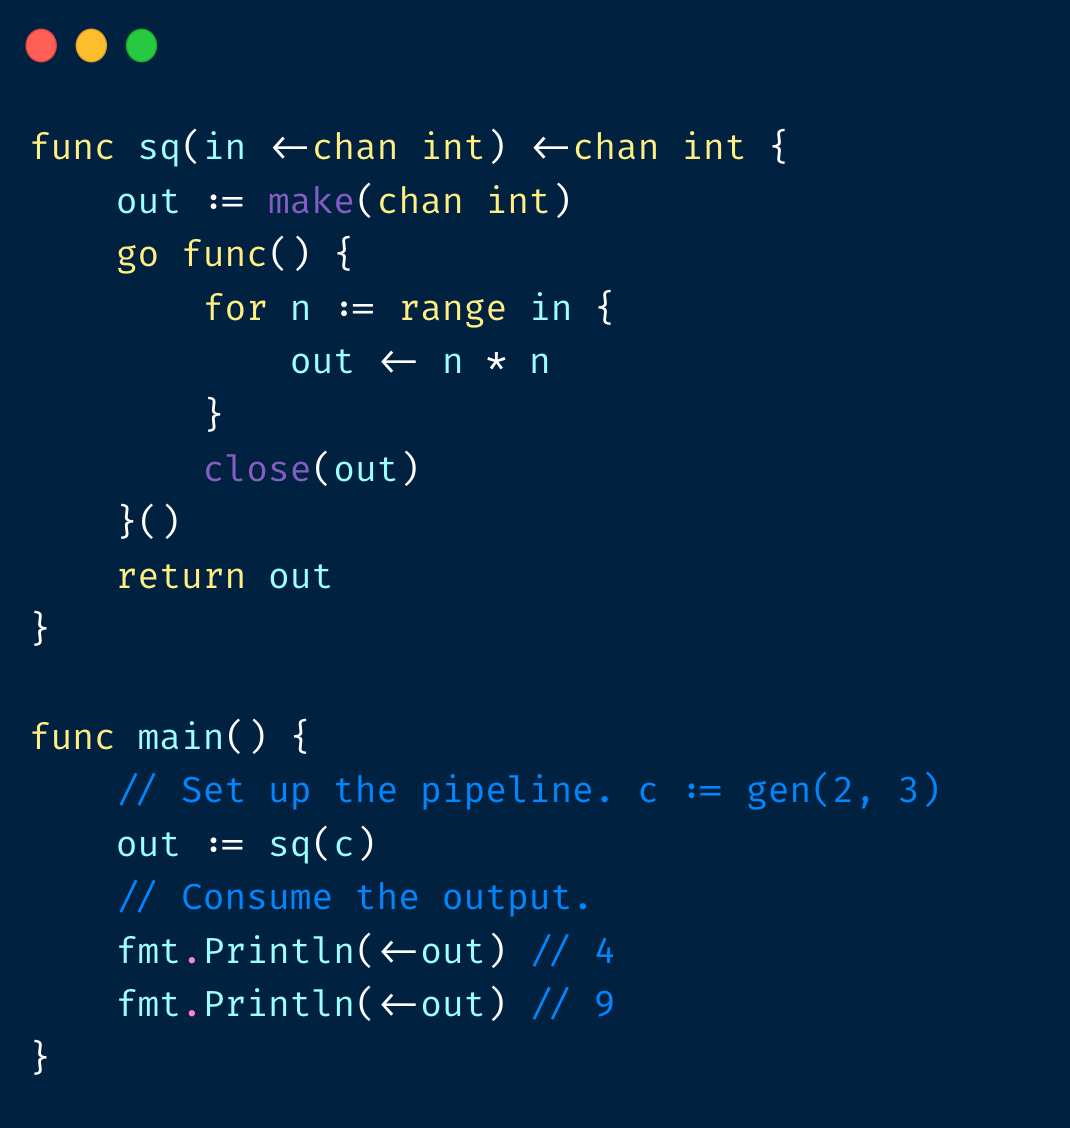 func sq(in <-chan int) <-chan int {
    out := make(chan int)
    go func() {
        for n := range in {
            out <- n * n
        }
        close(out)
    }()
    return out
}

func main() {
    // Set up the pipeline. c := gen(2, 3)
    out := sq(c)
    // Consume the output.
    fmt.Println(<-out) // 4
    fmt.Println(<-out) // 9
}